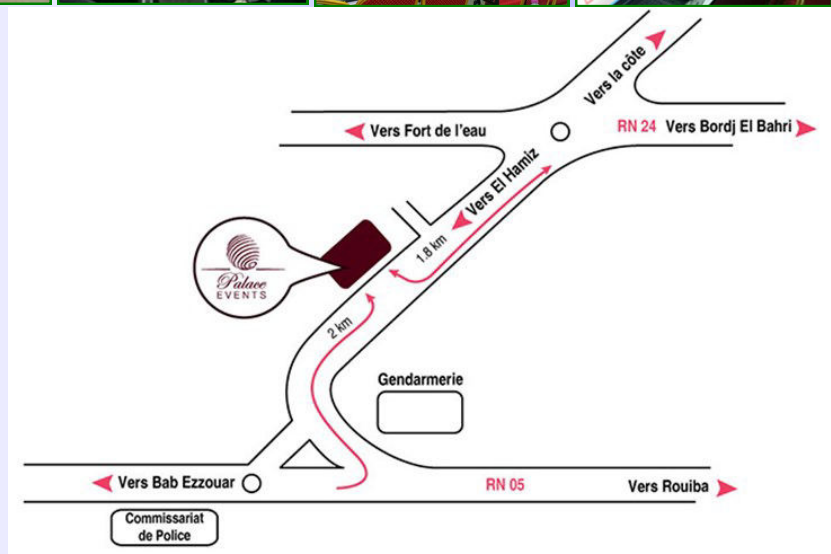 Vers la côte
Vers Fort de l'eau
RN 24 Vers Bordj El Bahri
Vers El Hamiz
1.8 km
Palace
EVENTS
2 km
Gendarmerie
Vers Bab Ezzouar
RN 05
Vers Rouiba
Commissariat
de Police